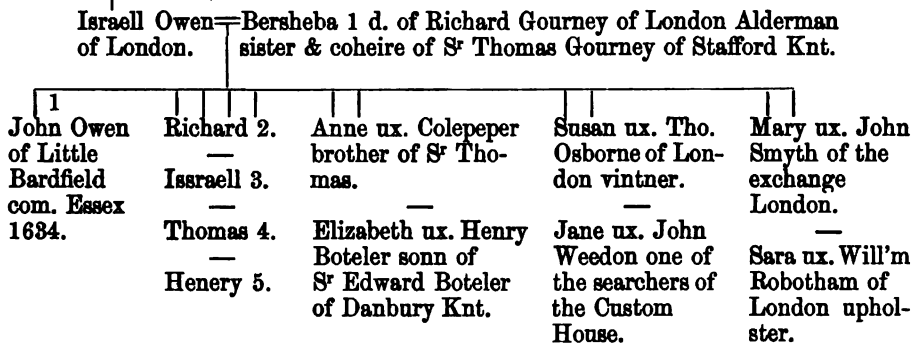 Israell Owen=Bersheba 1 d. of Richard Gourney of London Alderman
of London. sister & coheire of Sr Thomas Gourney of Stafford Knt.
1
John Owen
of Little
Bardfield
com. Essex
1634.
Richard 2.
—
Issraell 3.
—
Thomas 4.
—
Henery 5.
Anne ux. Colepeper
brother of Sr Tho-
mas.
—
Elizabeth ux. Henry
Boteler sonn of
Sr Edward Boteler
of Danbury Knt.
Susan ux. Tho.
Osborne of Lon-
don vintner.
—
Jane ux. John
Weedon one of
the searchers of
the Custom
House.
Mary ux. John
Smyth of the
exchange
London.
—
Sara ux. Will'm
Robotham of
London uphol-
ster.